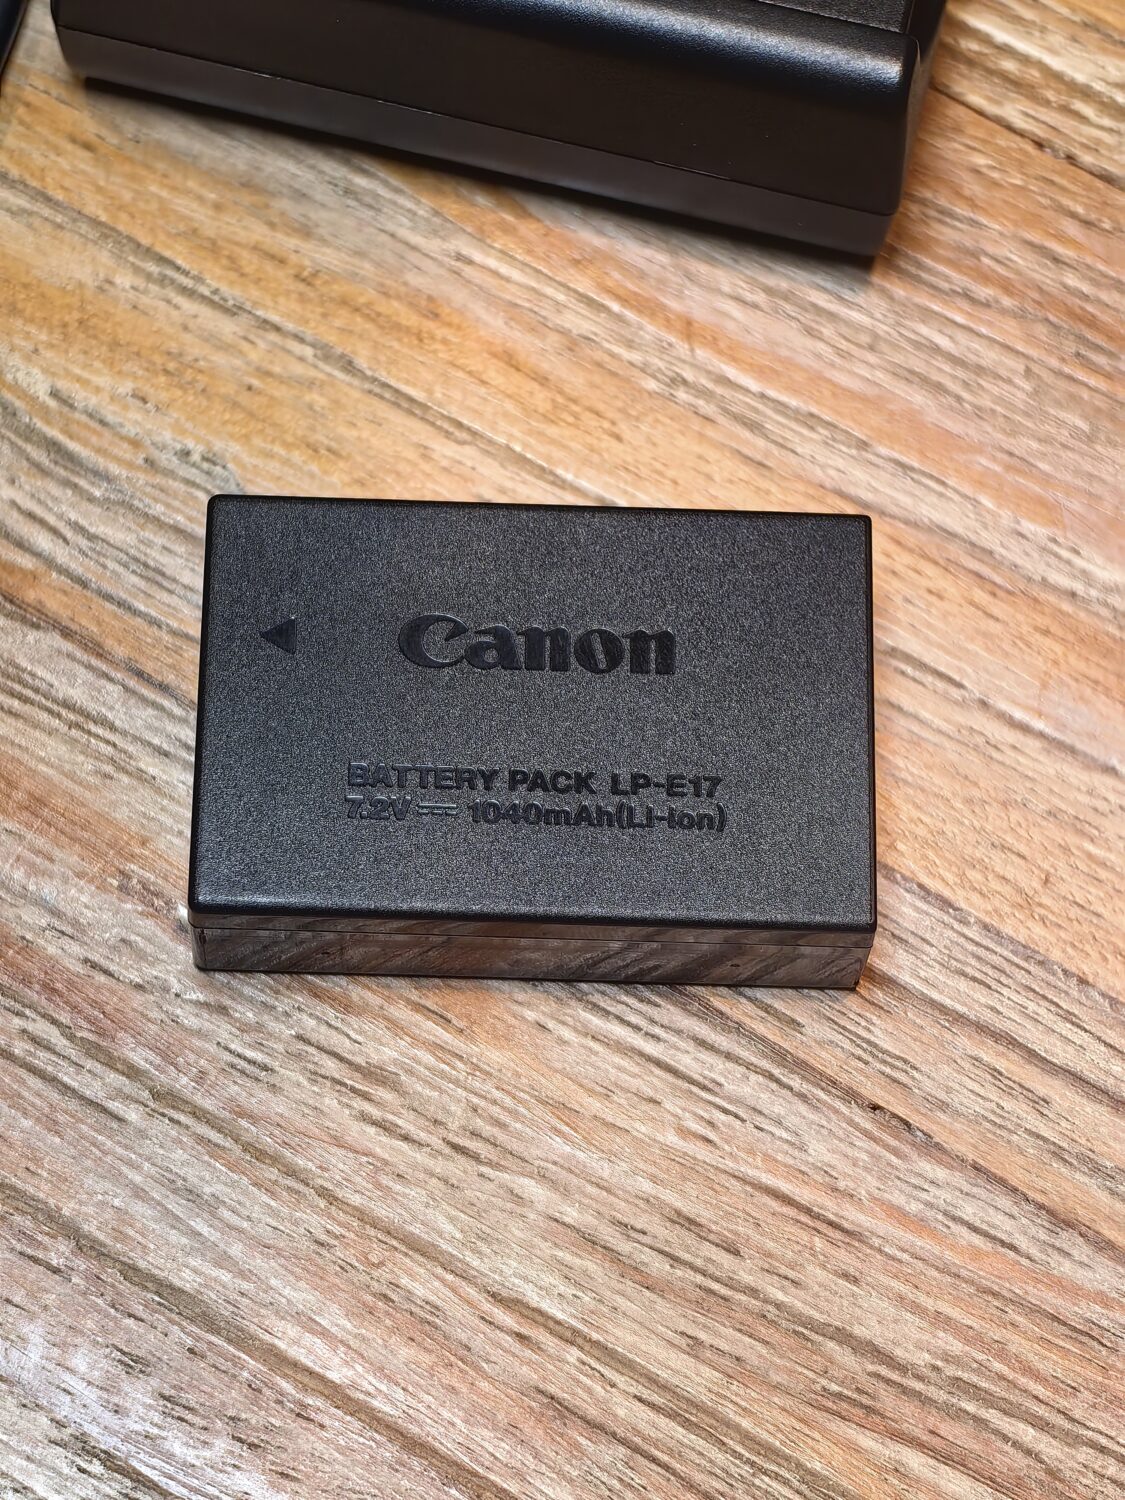 Canon
BATTERY PACK LP-E17
7.2V⎓1040mAh(Li-ion)